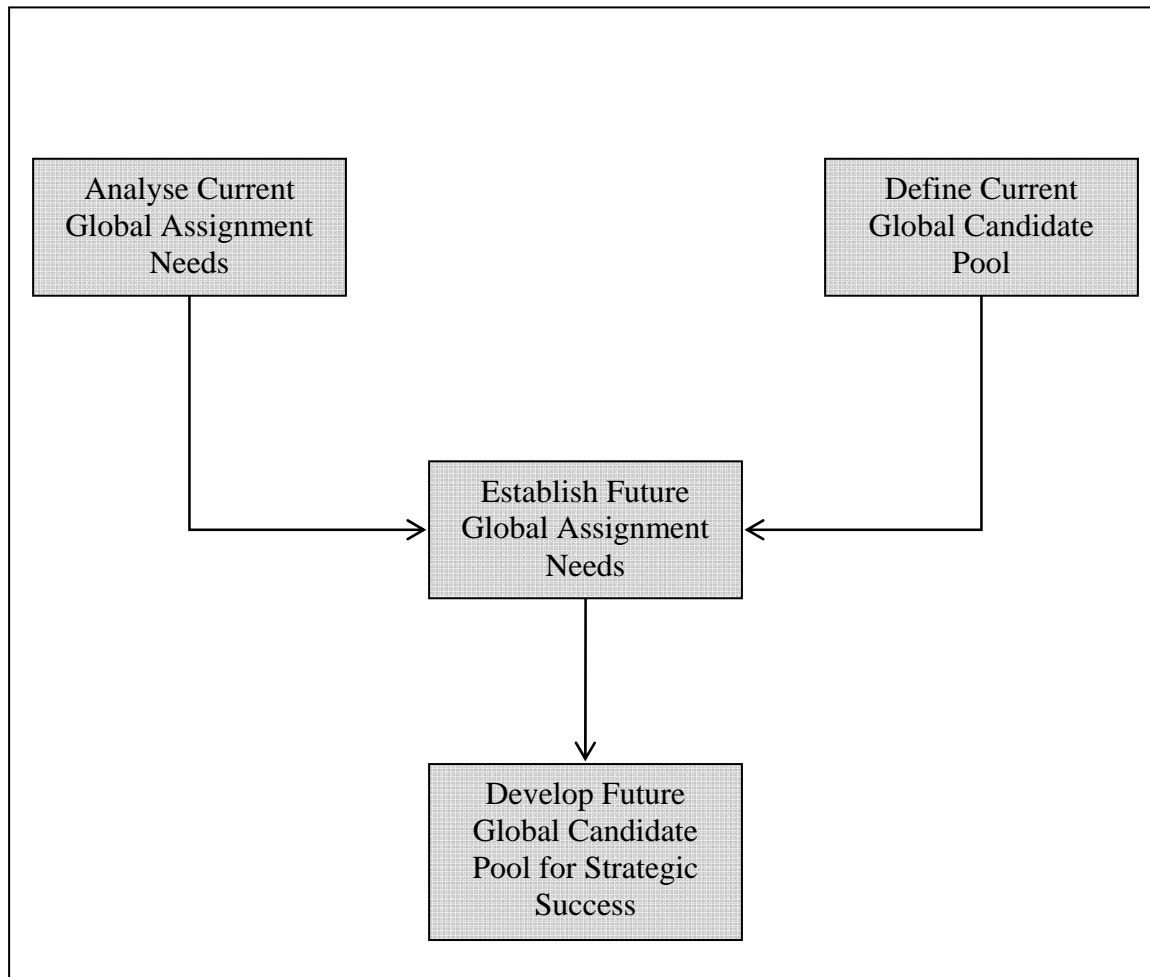 Analyse Current
Global Assignment
Needs
Define Current
Global Candidate
Pool
Establish Future
Global Assignment
Needs
Develop Future
Global Candidate
Pool for Strategic
Success